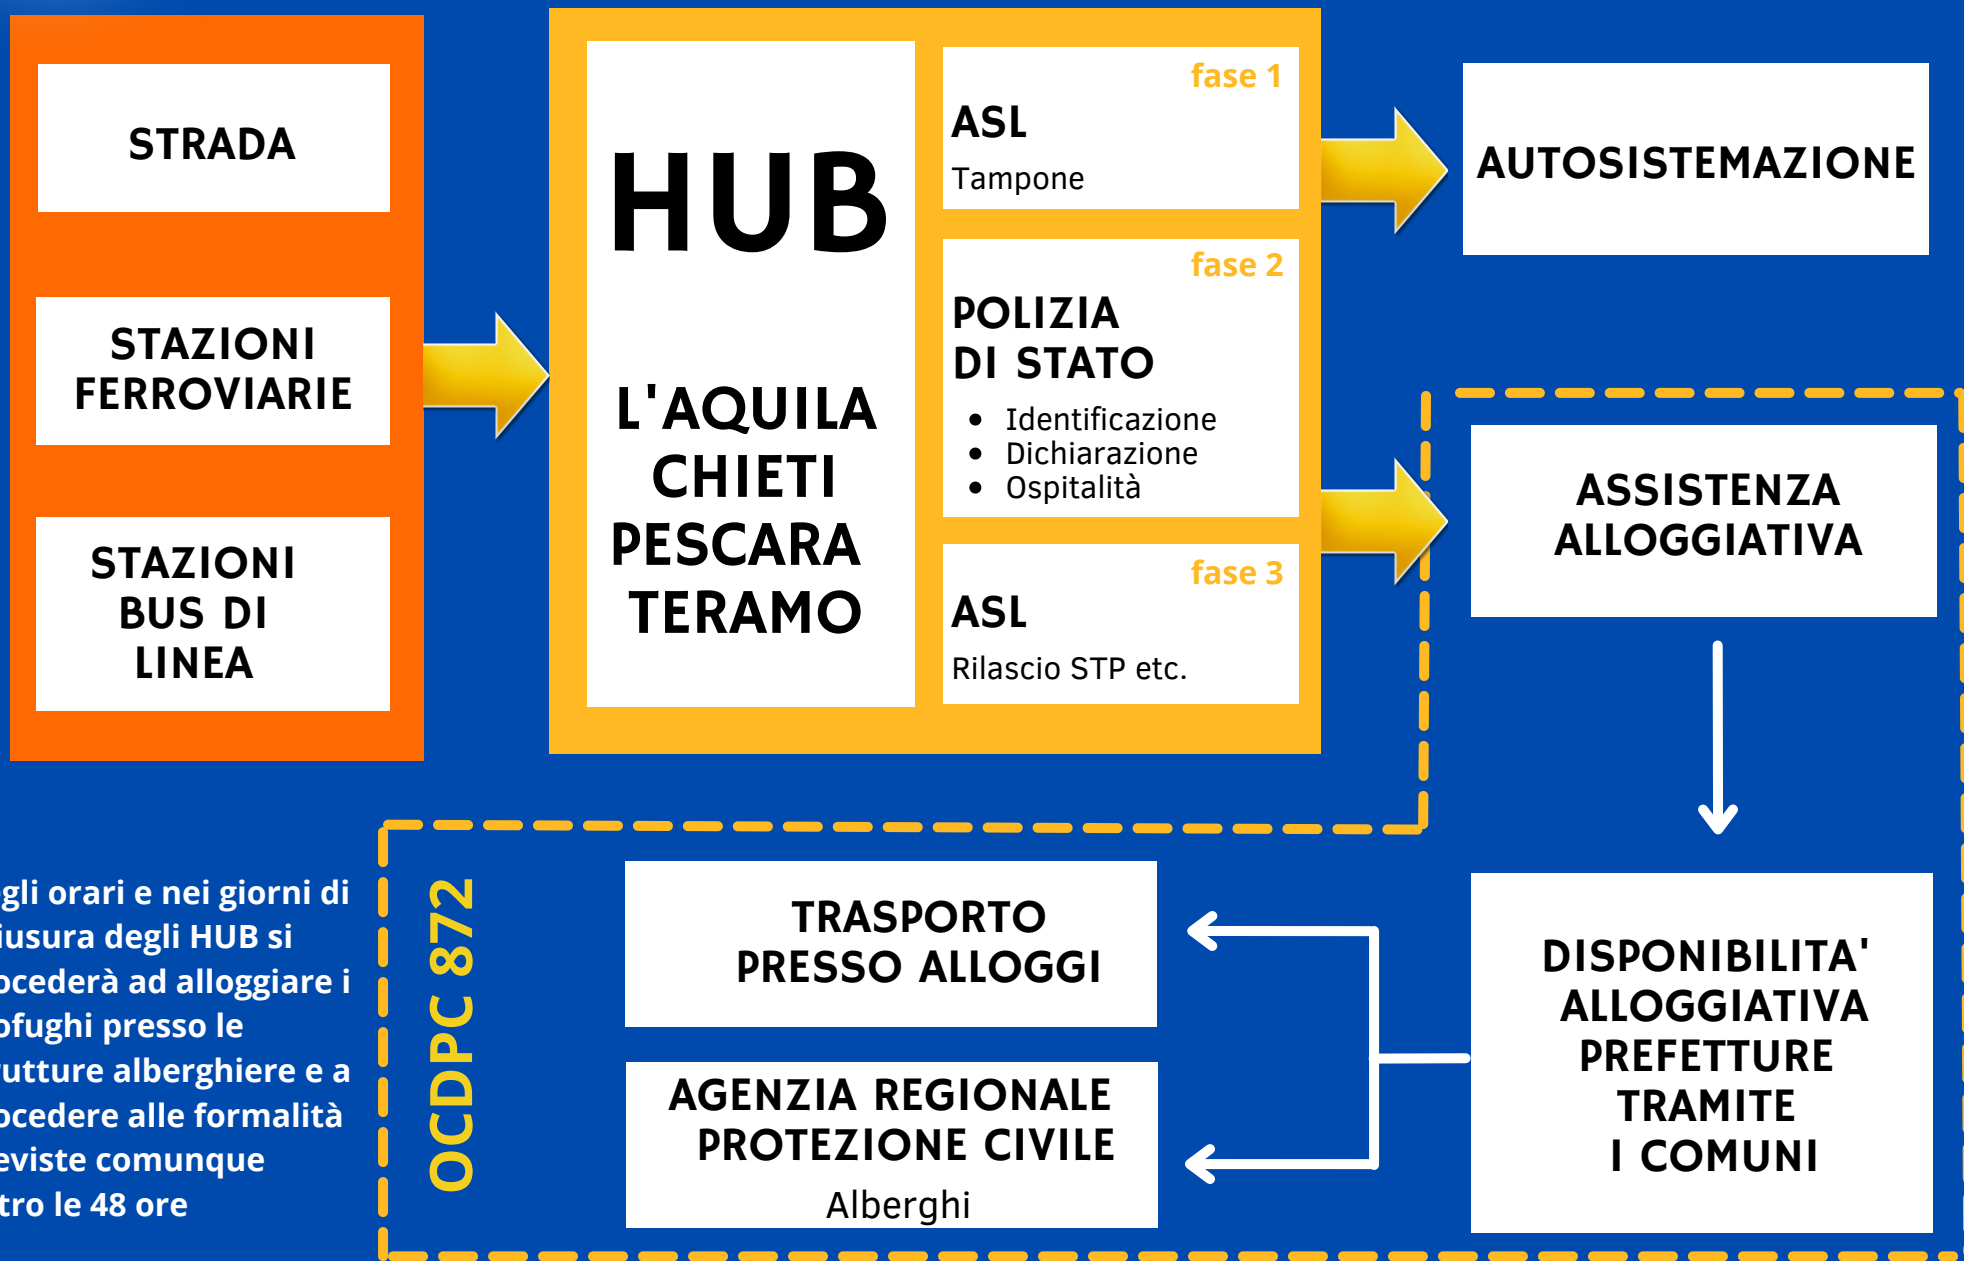 STRADA
STAZIONI
FERROVIARIE
STAZIONI
BUS DI
LINEA
HUB
L'AQUILA
CHIETI
PESCARA
TERAMO
fase 1
ASL
Tampone
fase 2
POLIZIA
DI STATO
• Identificazione
• Dichiarazione
• Ospitalità
fase 3
ASL
Rilascio STP etc.
AUTOSISTEMAZIONE
ASSISTENZA
ALLOGGIATIVA
DISPONIBILITA'
ALLOGGIATIVA
PREFETTURE
TRAMITE
I COMUNI
TRASPORTO
PRESSO ALLOGGI
AGENZIA REGIONALE
PROTEZIONE CIVILE
Alberghi
OCDPC 872
gli orari e nei giorni di
iusura degli HUB si
ocederà ad alloggiare i
ofughi presso le
rutture alberghiere e a
ocedere alle formalità
eviste comunque
tro le 48 ore